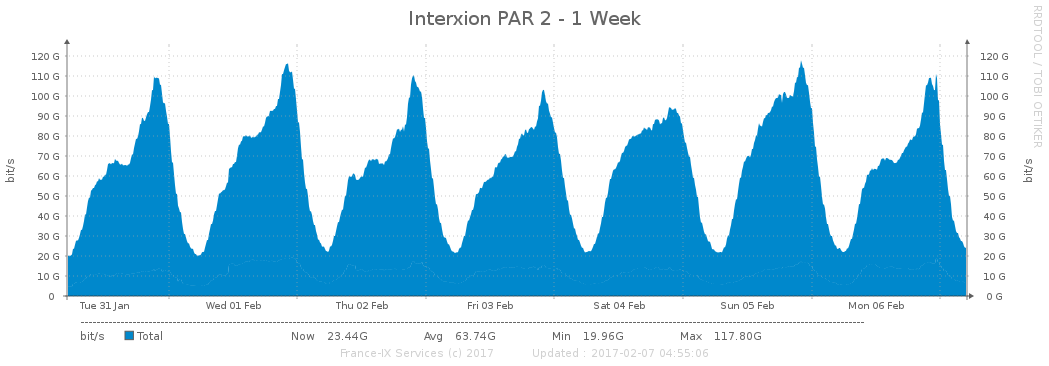 Interxion PAR 2 - 1 Week
RRDTOOL / TOBI OETIKER
bit/s
120 G 120 G
110 G 110 G
100 G 100 G
90 G 90 G
80 G 80 G
70 G 70 G
60 G 60 G
50 G 50 G
40 G 40 G
30 G 30 G
20 G 20 G
10 G 10 G
0 0 G
bit/s
Tue 31 Jan Wed 01 Feb Thu 02 Feb Fri 03 Feb Sat 04 Feb Sun 05 Feb Mon 06 Feb
bit/s Total Now 23.44G Avg 63.74G Min 19.96G Max 117.80G
France-IX Services (c) 2017 Updated : 2017-02-07 04:55:06